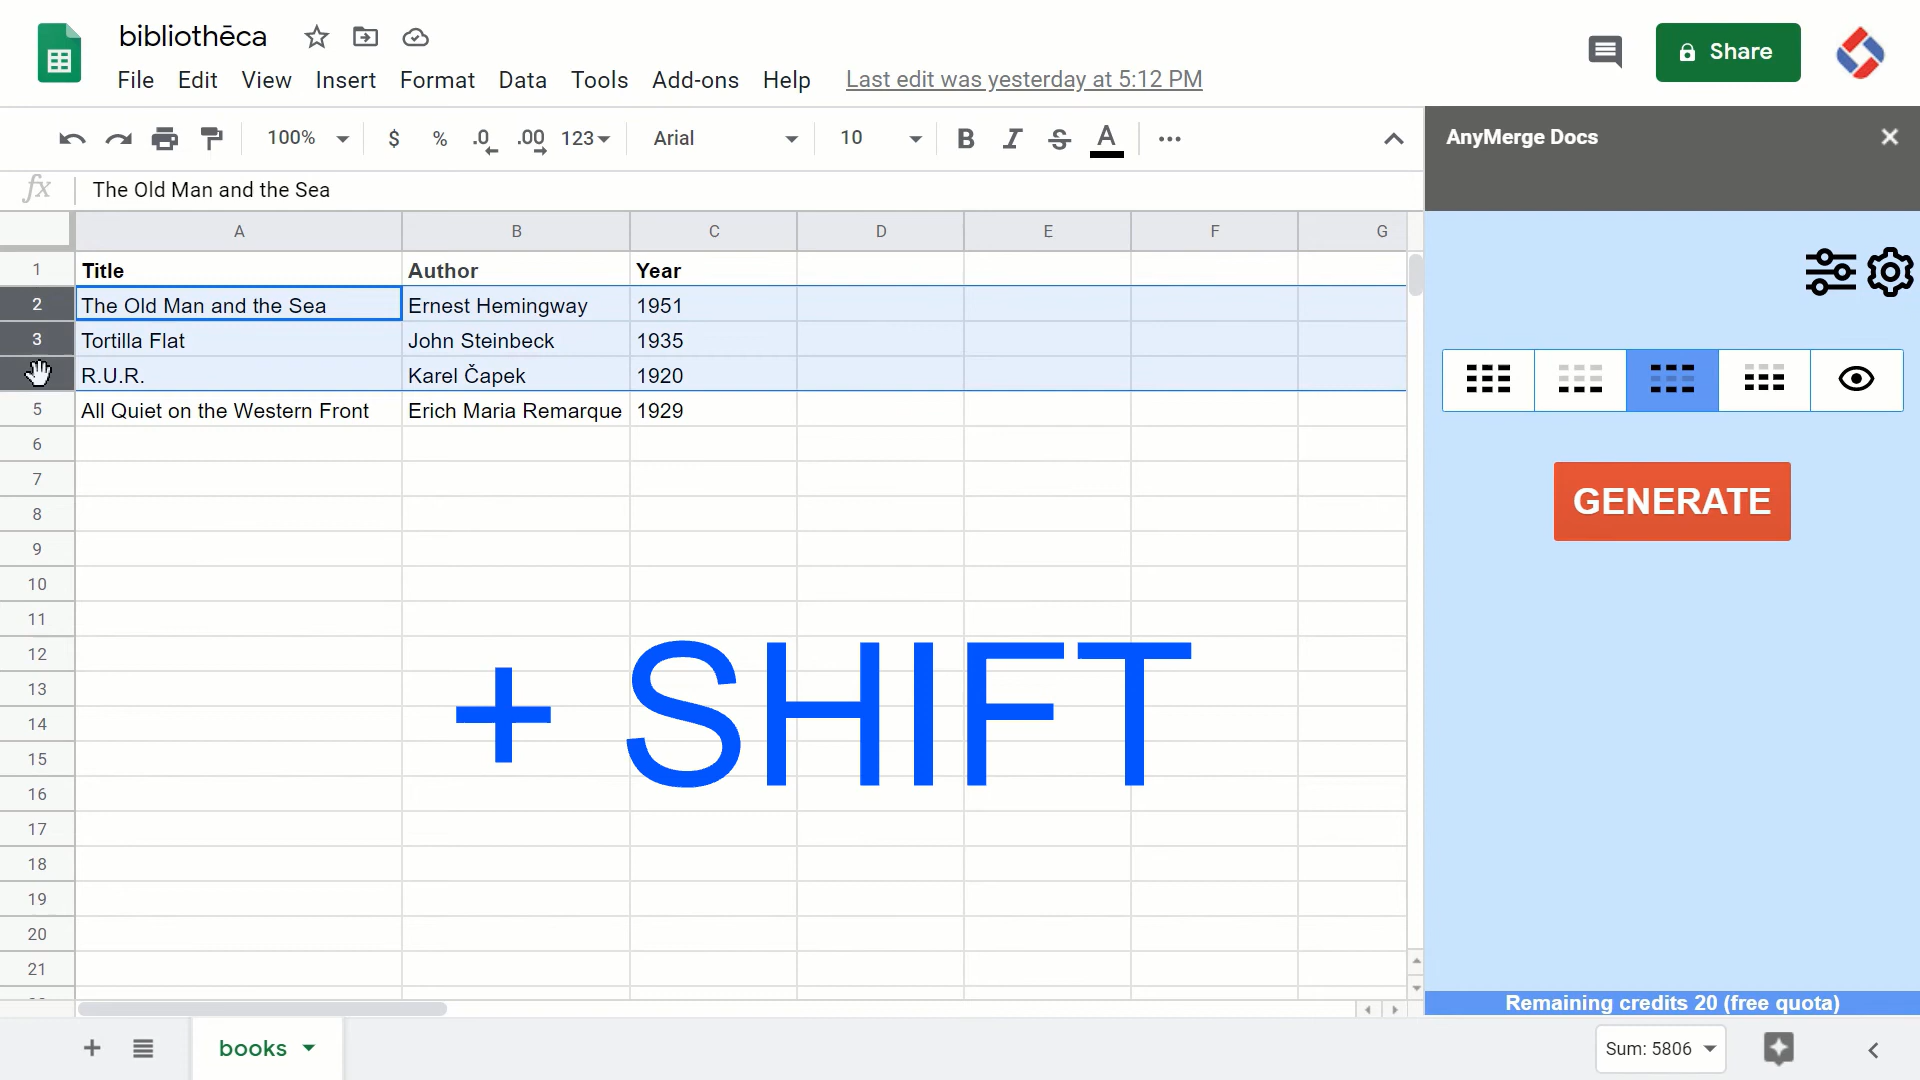 bibliothēca
File Edit View Insert Format Data Tools Add-ons Help Last edit was yesterday at 5:12 PM
Share
100% $ % .0 .00 123 Arial 10 B I S A
AnyMerge Docs
fx The Old Man and the Sea
A B C D E F G
1 Title Author Year
2 The Old Man and the Sea Ernest Hemingway 1951
3 Tortilla Flat John Steinbeck 1935
R.U.R. Karel Čapek 1920
5 All Quiet on the Western Front Erich Maria Remarque 1929
6
7
8
9
10
11
12
13
14
15
16
17
18
19
20
21
+ SHIFT
GENERATE
Remaining credits 20 (free quota)
books
Sum: 5806